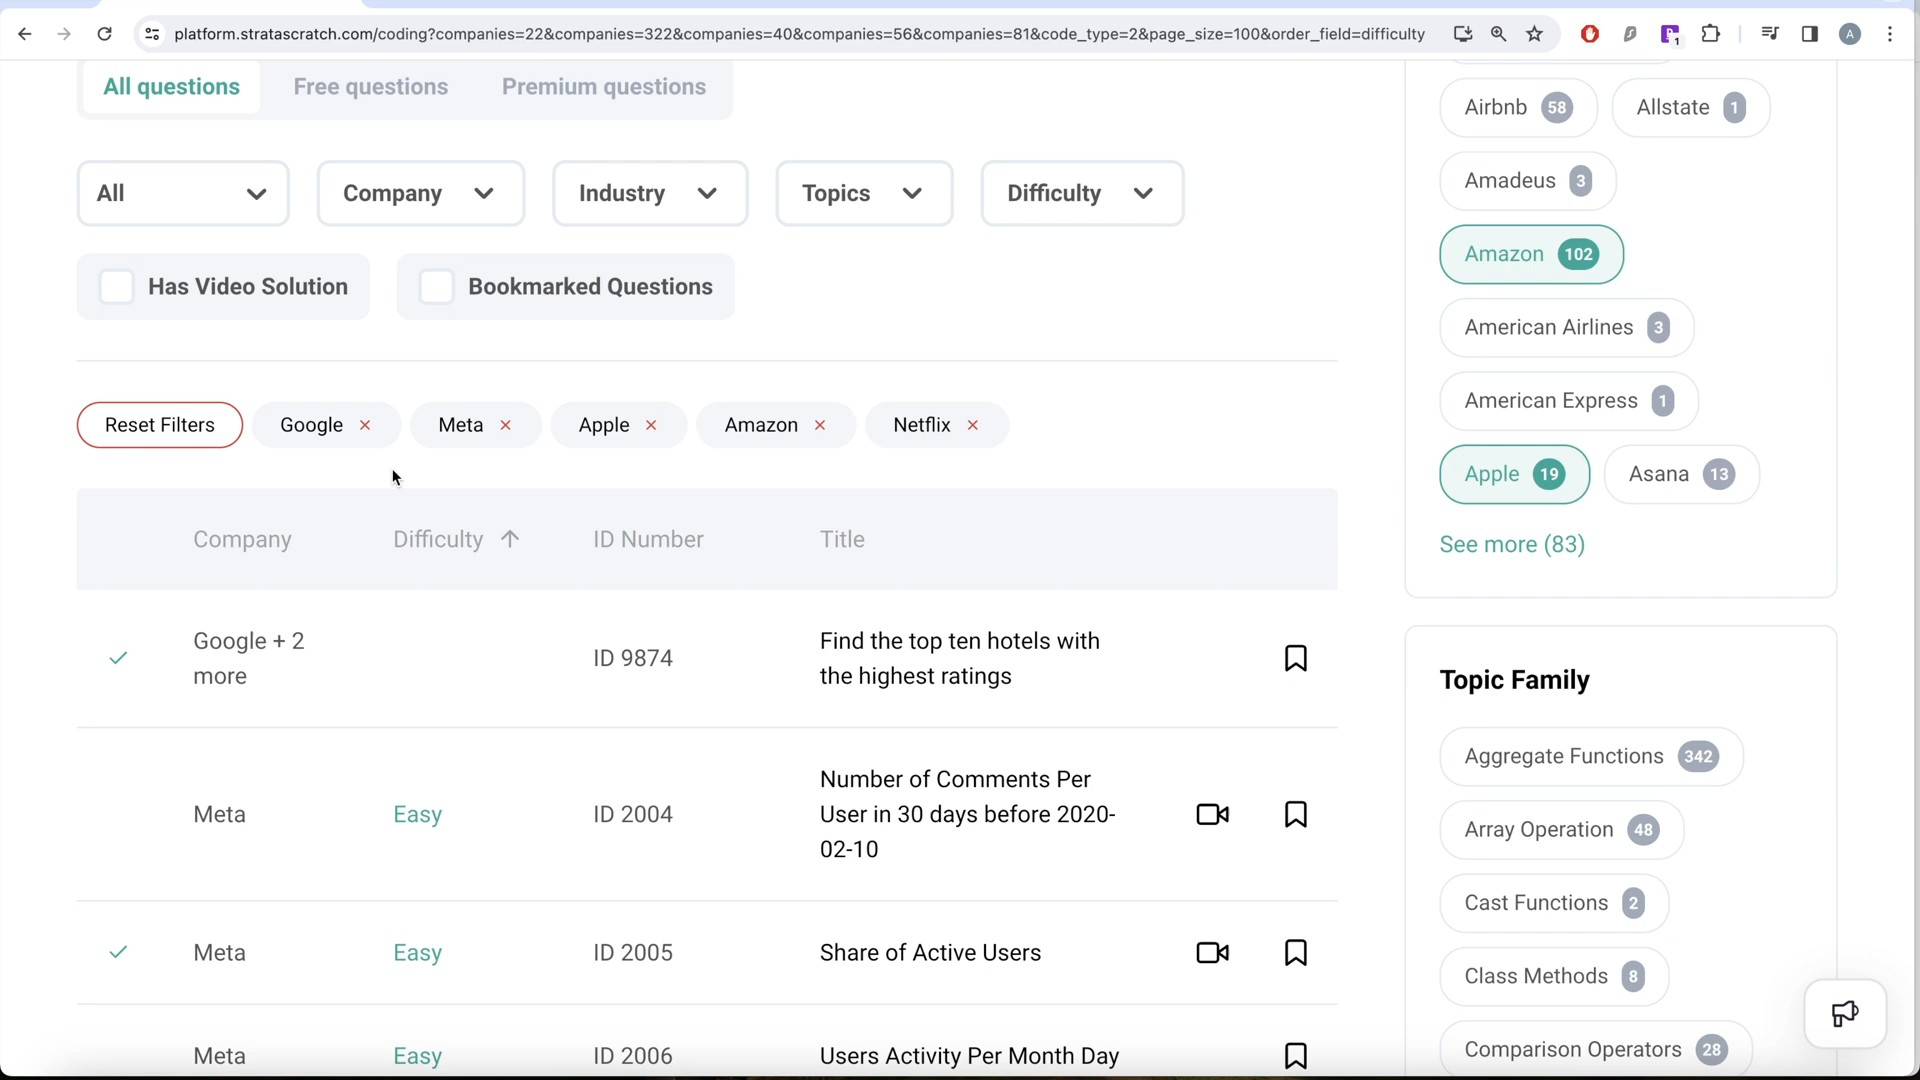 platform.stratascratch.com/coding?companies=22&companies=322&companies=40&companies=56&companies=81&code_type=2&page_size=100&order_field=difficulty
1
A
All questions
Free questions
Premium questions
All
Company
Industry
Topics
Difficulty
Has Video Solution
Bookmarked Questions
Reset Filters
Google ×
Meta ×
Apple ×
Amazon ×
Netflix ×
Company
Difficulty ↑
ID Number
Title
Google + 2
more
ID 9874
Find the top ten hotels with
the highest ratings
Meta
Easy
ID 2004
Number of Comments Per
User in 30 days before 2020-
02-10
Meta
Easy
ID 2005
Share of Active Users
Meta
Easy
ID 2006
Users Activity Per Month Day
Airbnb 58
Allstate 1
Amadeus 3
Amazon 102
American Airlines 3
American Express 1
Apple 19
Asana 13
See more (83)
Topic Family
Aggregate Functions 342
Array Operation 48
Cast Functions 2
Class Methods 8
Comparison Operators 28